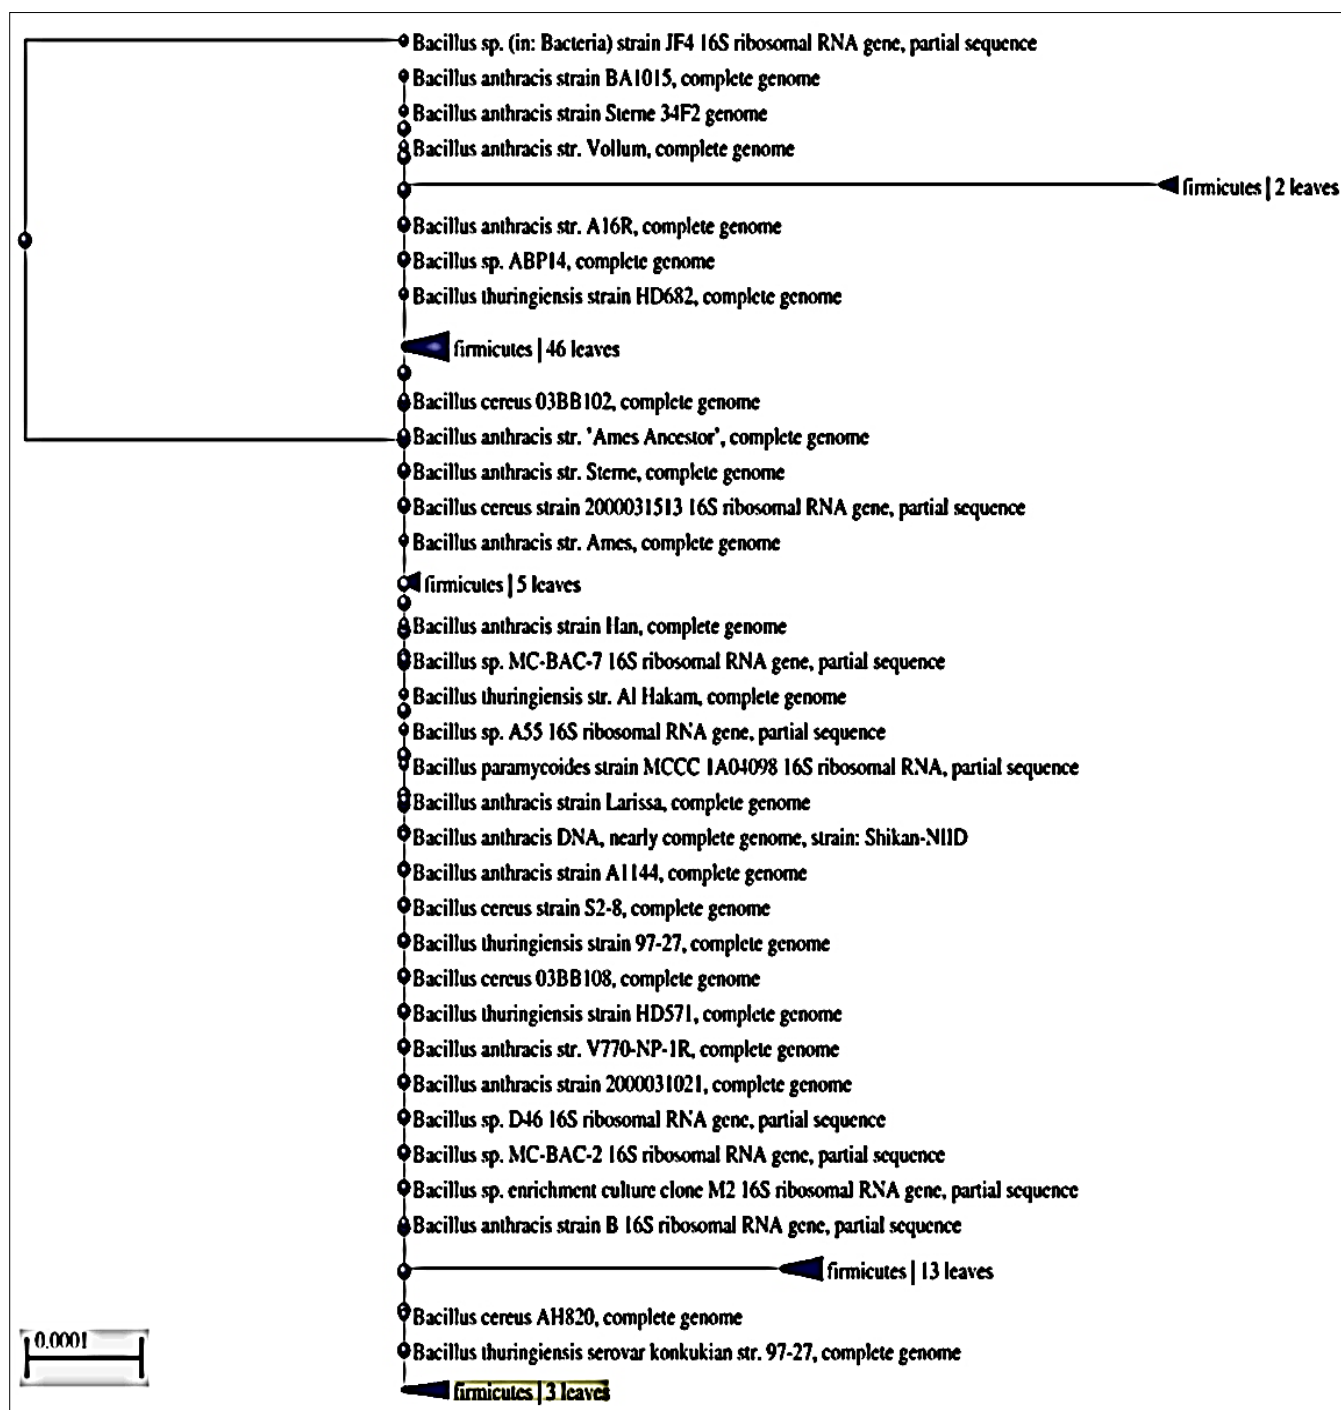 Bacillus sp. (in: Bacteria) strain JF4 16S ribosomal RNA gene, partial sequence
Bacillus anthracis strain BA1015, complete genome
Bacillus anthracis strain Sterne 34F2 genome
Bacillus anthracis str. Vollum, complete genome
firmicutes | 2 leaves
Bacillus anthracis str. A16R, complete genome
Bacillus sp. ABP14, complete genome
Bacillus thuringiensis strain HD682, complete genome
firmicutes | 46 leaves
Bacillus cereus 03BB102, complete genome
Bacillus anthracis str. 'Ames Ancestor', complete genome
Bacillus anthracis str. Sterne, complete genome
Bacillus cereus strain 2000031513 16S ribosomal RNA gene, partial sequence
Bacillus anthracis str. Ames, complete genome
firmicutes | 5 leaves
Bacillus anthracis strain Han, complete genome
Bacillus sp. MC-BAC-7 16S ribosomal RNA gene, partial sequence
Bacillus thuringiensis str. Al Hakam, complete genome
Bacillus sp. A55 16S ribosomal RNA gene, partial sequence
Bacillus paramycoides strain MCCC 1A04098 16S ribosomal RNA, partial sequence
Bacillus anthracis strain Larissa, complete genome
Bacillus anthracis DNA, nearly complete genome, strain: Shikan-NIID
Bacillus anthracis strain A1144, complete genome
Bacillus cereus strain S2-8, complete genome
Bacillus thuringiensis strain 97-27, complete genome
Bacillus cereus 03BB108, complete genome
Bacillus thuringiensis strain HD571, complete genome
Bacillus anthracis str. V770-NP-1R, complete genome
Bacillus anthracis strain 2000031021, complete genome
Bacillus sp. D46 16S ribosomal RNA gene, partial sequence
Bacillus sp. MC-BAC-2 16S ribosomal RNA gene, partial sequence
Bacillus sp. enrichment culture clone M2 16S ribosomal RNA gene, partial sequence
Bacillus anthracis strain B 16S ribosomal RNA gene, partial sequence
firmicutes | 13 leaves
Bacillus cereus AH820, complete genome
0.0001
Bacillus thuringiensis serovar konkukian str. 97-27, complete genome
firmicutes | 3 leaves